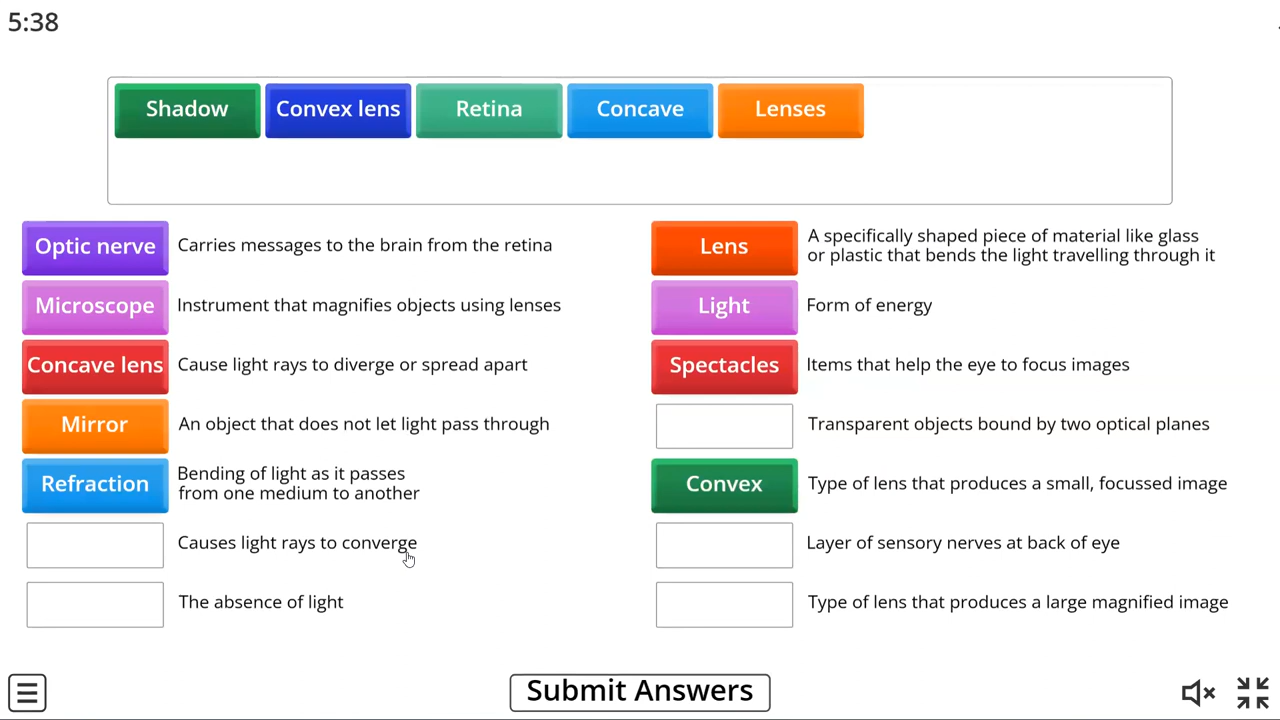 5:38
Shadow
Convex lens
Retina
Concave
Lenses
Optic nerve
Carries messages to the brain from the retina
Microscope
Instrument that magnifies objects using lenses
Concave lens
Cause light rays to diverge or spread apart
Mirror
An object that does not let light pass through
Refraction
Bending of light as it passes
from one medium to another
Causes light rays to converge
The absence of light
Lens
A specifically shaped piece of material like glass
or plastic that bends the light travelling through it
Light
Form of energy
Spectacles
Items that help the eye to focus images
Transparent objects bound by two optical planes
Convex
Type of lens that produces a small, focussed image
Layer of sensory nerves at back of eye
Type of lens that produces a large magnified image
Submit Answers